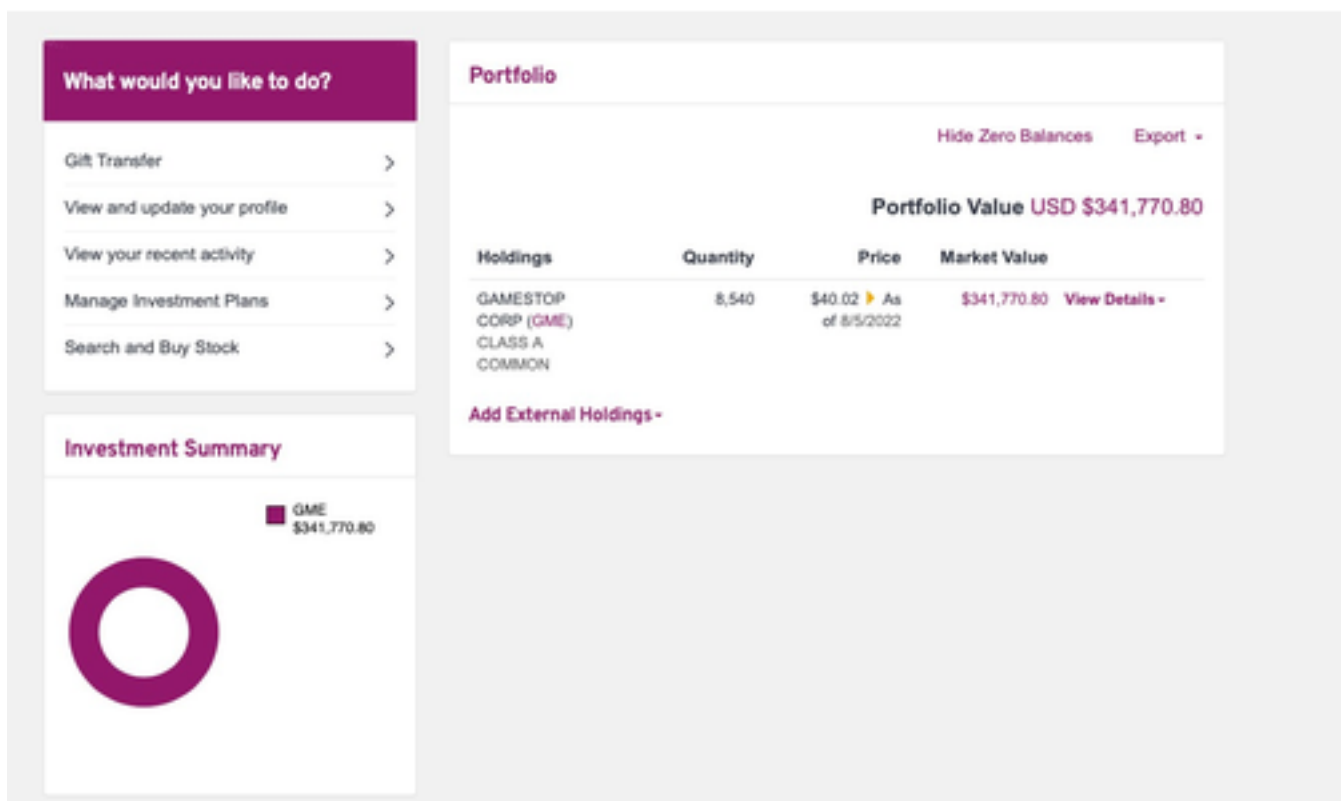 What would you like to do?
Gift Transfer
View and update your profile
View your recent activity
Manage Investment Plans
Search and Buy Stock
Investment Summary
GME
$341,770.80
Portfolio
Hide Zero Balances Export
Portfolio Value USD $341,770.80
Holdings Quantity Price Market Value
GAMESTOP 8,540 $40.02 As $341,770.80 View Details
CORP (GME) of 8/5/2022
CLASS A
COMMON
Add External Holdings